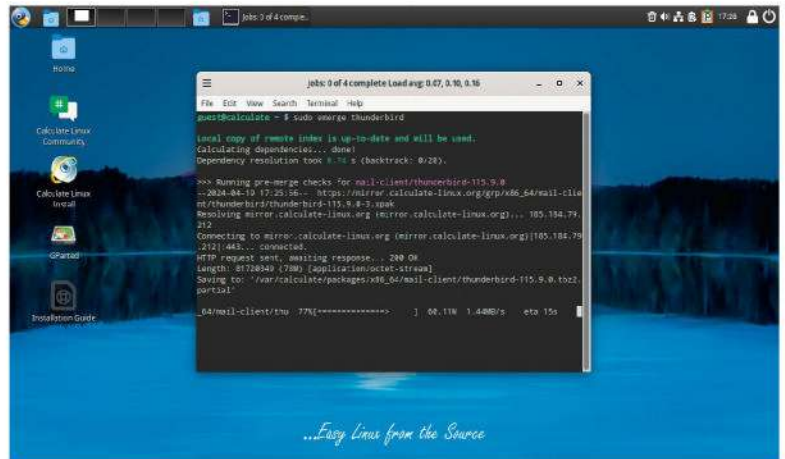 Jobs: 0 of 4 comple..
17:26
Home
Calculate Linux
Community
Calculate Linux
Install
GParted
Installation Guide
Jobs: 0 of 4 complete Load avg: 0.07, 0.10, 0.16
File Edit View Search Terminal Help
guest@calculate ~ $ sudo emerge thunderbird
Local copy of remote index is up-to-date and will be used.
Calculating dependencies... done!
Dependency resolution took 0.74 s (backtrack: 0/20).
>>> Running pre-merge checks for mail-client/thunderbird-115.9.0
--2024-04-19 17:25:56-- https://mirror.calculate-linux.org/grp/x86_64/mail-clie
nt/thunderbird/thunderbird-115.9.0-3.xpak
Resolving mirror.calculate-linux.org (mirror.calculate-linux.org)... 185.184.79.
212
Connecting to mirror.calculate-linux.org (mirror.calculate-linux.org)|185.184.79
.212|:443... connected.
HTTP request sent, awaiting response... 200 OK
Length: 81720349 (78M) [application/octet-stream]
Saving to: '/var/calculate/packages/x86_64/mail-client/thunderbird-115.9.0.tbz2.
partial'
_64/mail-client/thu 77%[==============> ] 60.11M 1.44MB/s eta 15s
...Easy Linux from the Source